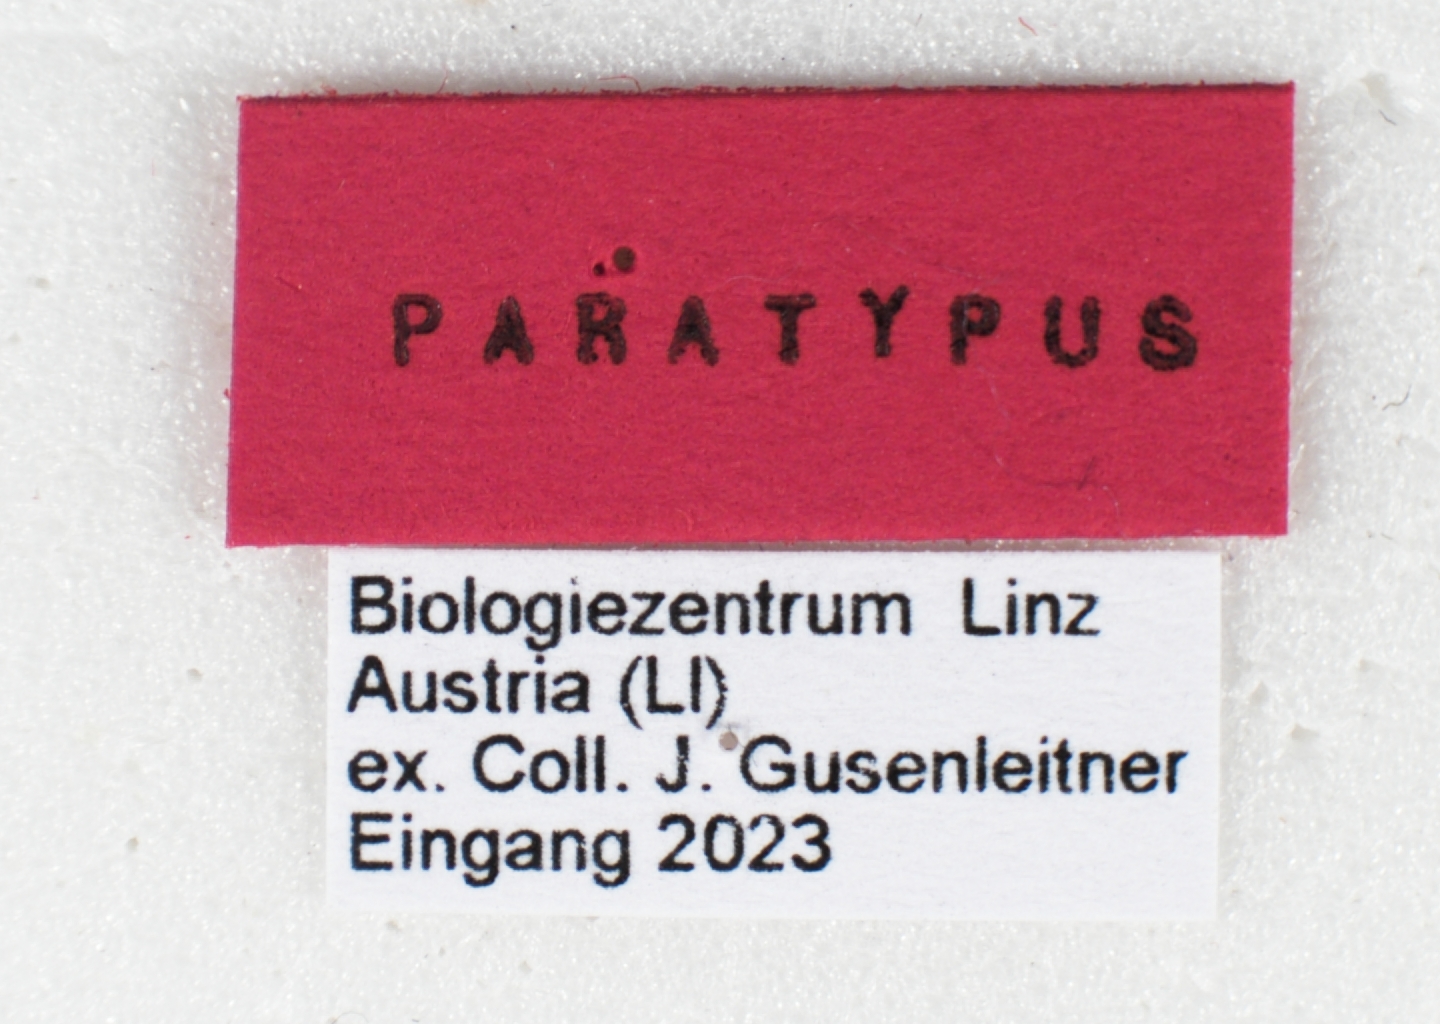 PARATYPUS
Biologiezentrum Linz
Austria (LI)
ex. Coll. J. Gusenleitner
Eingang 2023